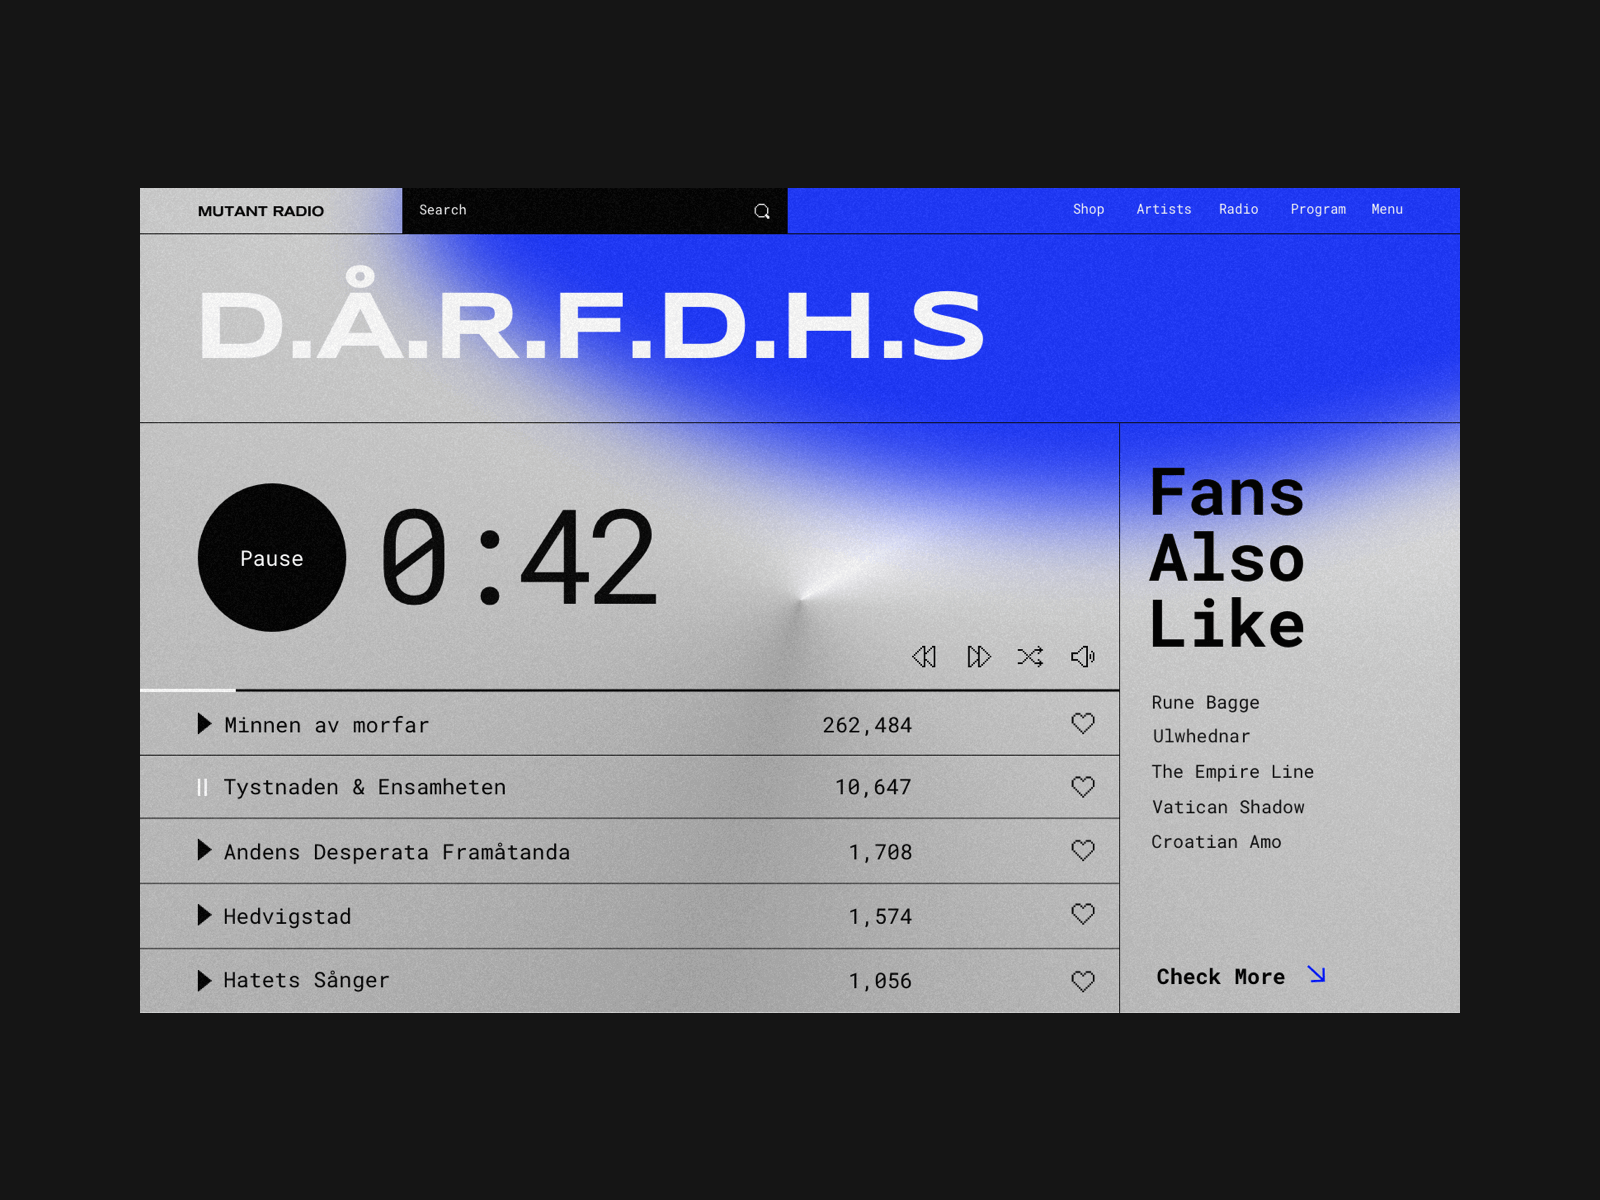 MUTANT RADIO
Search
Shop Artists Radio Program Menu
D.Å.R.F.D.H.S
Pause
0:42
Minnen av morfar 262,484
Tystnaden & Ensamheten 10,647
Andens Desperata Framåtanda 1,708
Hedvigstad 1,574
Hatets Sånger 1,056
Fans
Also
Like
Rune Bagge
Ulwhednar
The Empire Line
Vatican Shadow
Croatian Amo
Check More